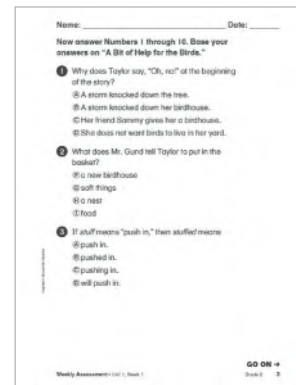 Name: Date:
Now answer Numbers 1 through 10. Base your
answers on "A Bit of Help for the Birds."
1 Why does Taylor say, "Oh, no!" at the beginning
of the story?
A A storm knocked down the tree.
B A storm knocked down her birdhouse.
C Her friend Sammy gives her a birdhouse.
D She does not want birds to live in her yard.
2 What does Mr. Gund tell Taylor to put in the
basket?
F a new birdhouse
G soft things
H a nest
I food
3 If stuff means "push in," then stuffed means
A push in.
B pushed in.
C pushing in.
D will push in.
GO ON →
Weekly Assessment • Unit 1, Week 1 Grade 2 3